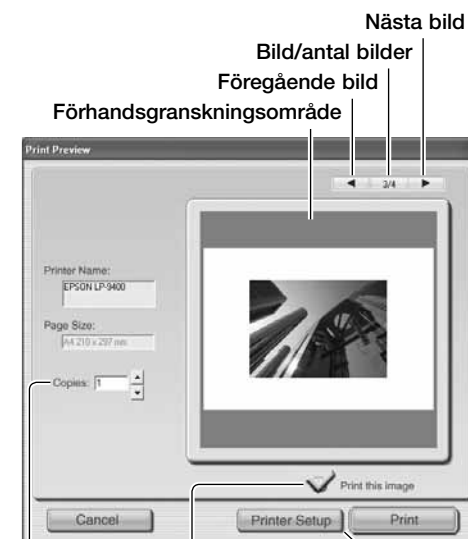 Nästa bild
Bild/antal bilder
Föregående bild
Förhandsgranskningsområde
Print Preview
3/4
Printer Name:
EPSON LP-9400
Page Size:
A4 210 x 297 mm
Copies: 1
Print this image
Cancel
Printer Setup
Print